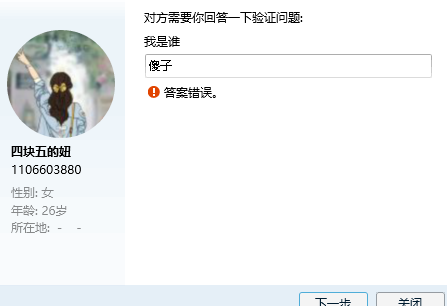 对方需要你回答一下验证问题:
我是谁
傻子
答案错误。
四块五的妞
1106603880
性别: 女
年龄: 26岁
所在地: - -
下一步
关闭